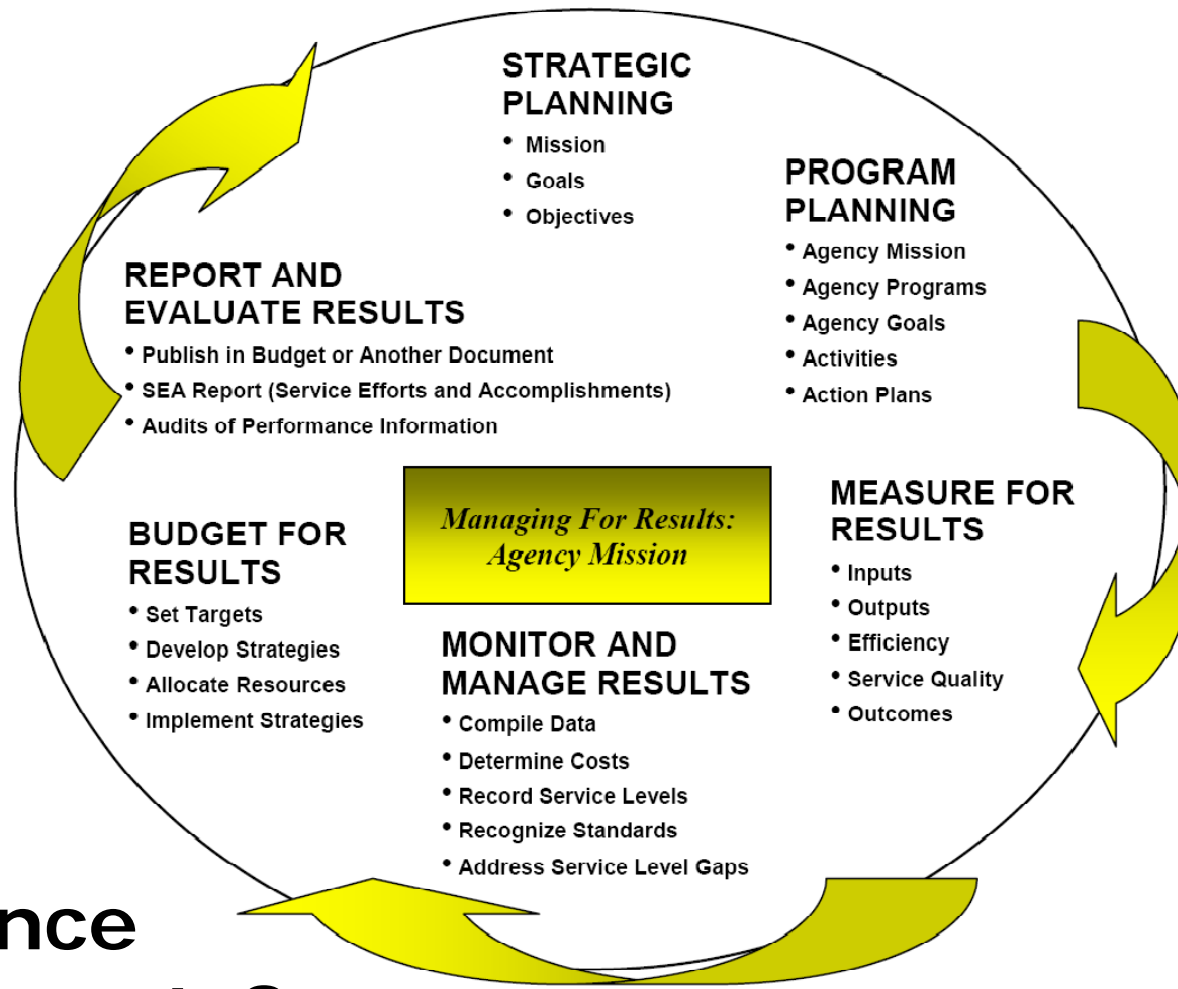 STRATEGIC
PLANNING
• Mission
• Goals
• Objectives
PROGRAM
PLANNING
• Agency Mission
• Agency Programs
• Agency Goals
• Activities
• Action Plans
MEASURE FOR
RESULTS
• Inputs
• Outputs
• Efficiency
• Service Quality
• Outcomes
MONITOR AND
MANAGE RESULTS
• Compile Data
• Determine Costs
• Record Service Levels
• Recognize Standards
• Address Service Level Gaps
BUDGET FOR
RESULTS
• Set Targets
• Develop Strategies
• Allocate Resources
• Implement Strategies
REPORT AND
EVALUATE RESULTS
• Publish in Budget or Another Document
• SEA Report (Service Efforts and Accomplishments)
• Audits of Performance Information
Managing For Results:
Agency Mission
nce